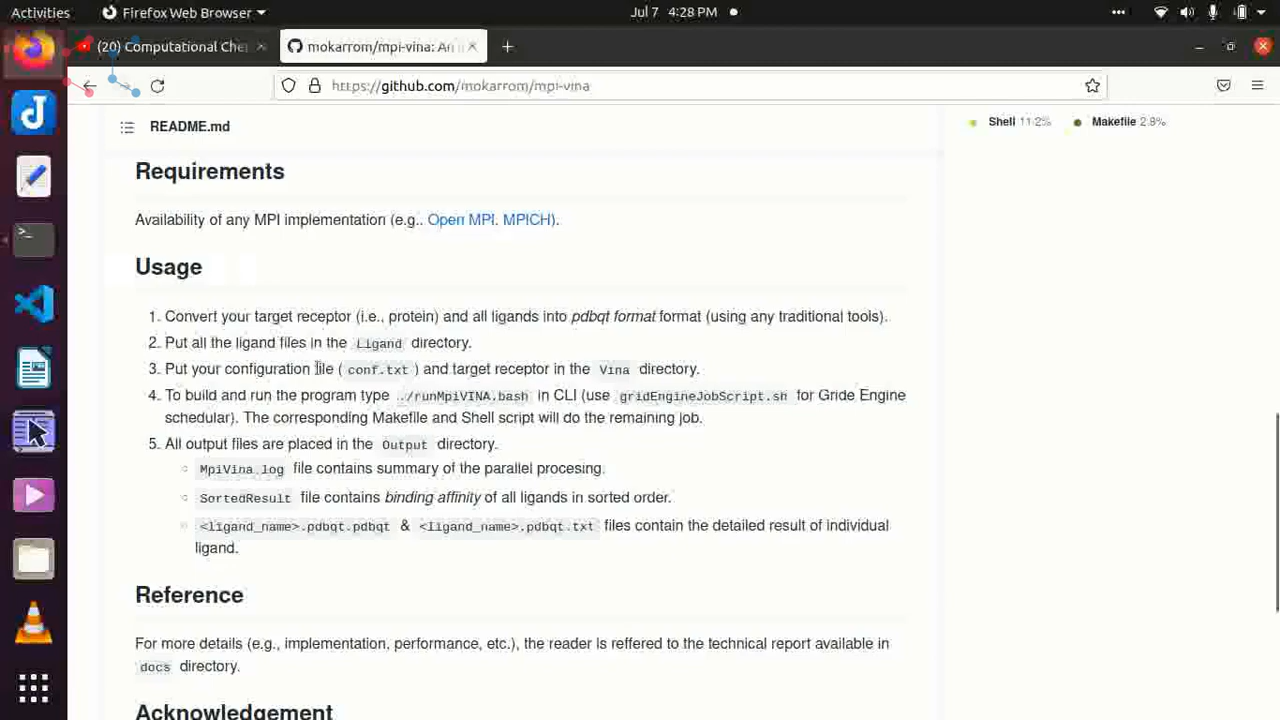 Activities
Firefox Web Browser
Jul 7 4:28 PM
(20) Computational Che
mokarrom/mpi-vina: An
https://github.com/mokarrom/mpi-vina
README.md
Shell 11.2%
Makefile 2.8%
Requirements
Availability of any MPI implementation (e.g.. Open MPI. MPICH).
Usage
1. Convert your target receptor (i.e., protein) and all ligands into pdbqt format format (using any traditional tools).
2. Put all the ligand files in the Ligand directory.
3. Put your configuration file ( conf.txt ) and target receptor in the Vina directory.
4. To build and run the program type ./runMpiVINA.bash in CLI (use gridEngineJobScript.sh for Gride Engine
schedular). The corresponding Makefile and Shell script will do the remaining job.
5. All output files are placed in the Output directory.
MpiVina.log file contains summary of the parallel procesing.
SortedResult file contains binding affinity of all ligands in sorted order.
<ligand_name>.pdbqt.pdbqt & <ligand_name>.pdbqt.txt files contain the detailed result of individual
ligand.
Reference
For more details (e.g., implementation, performance, etc.), the reader is reffered to the technical report available in
docs directory.
Acknowledgement